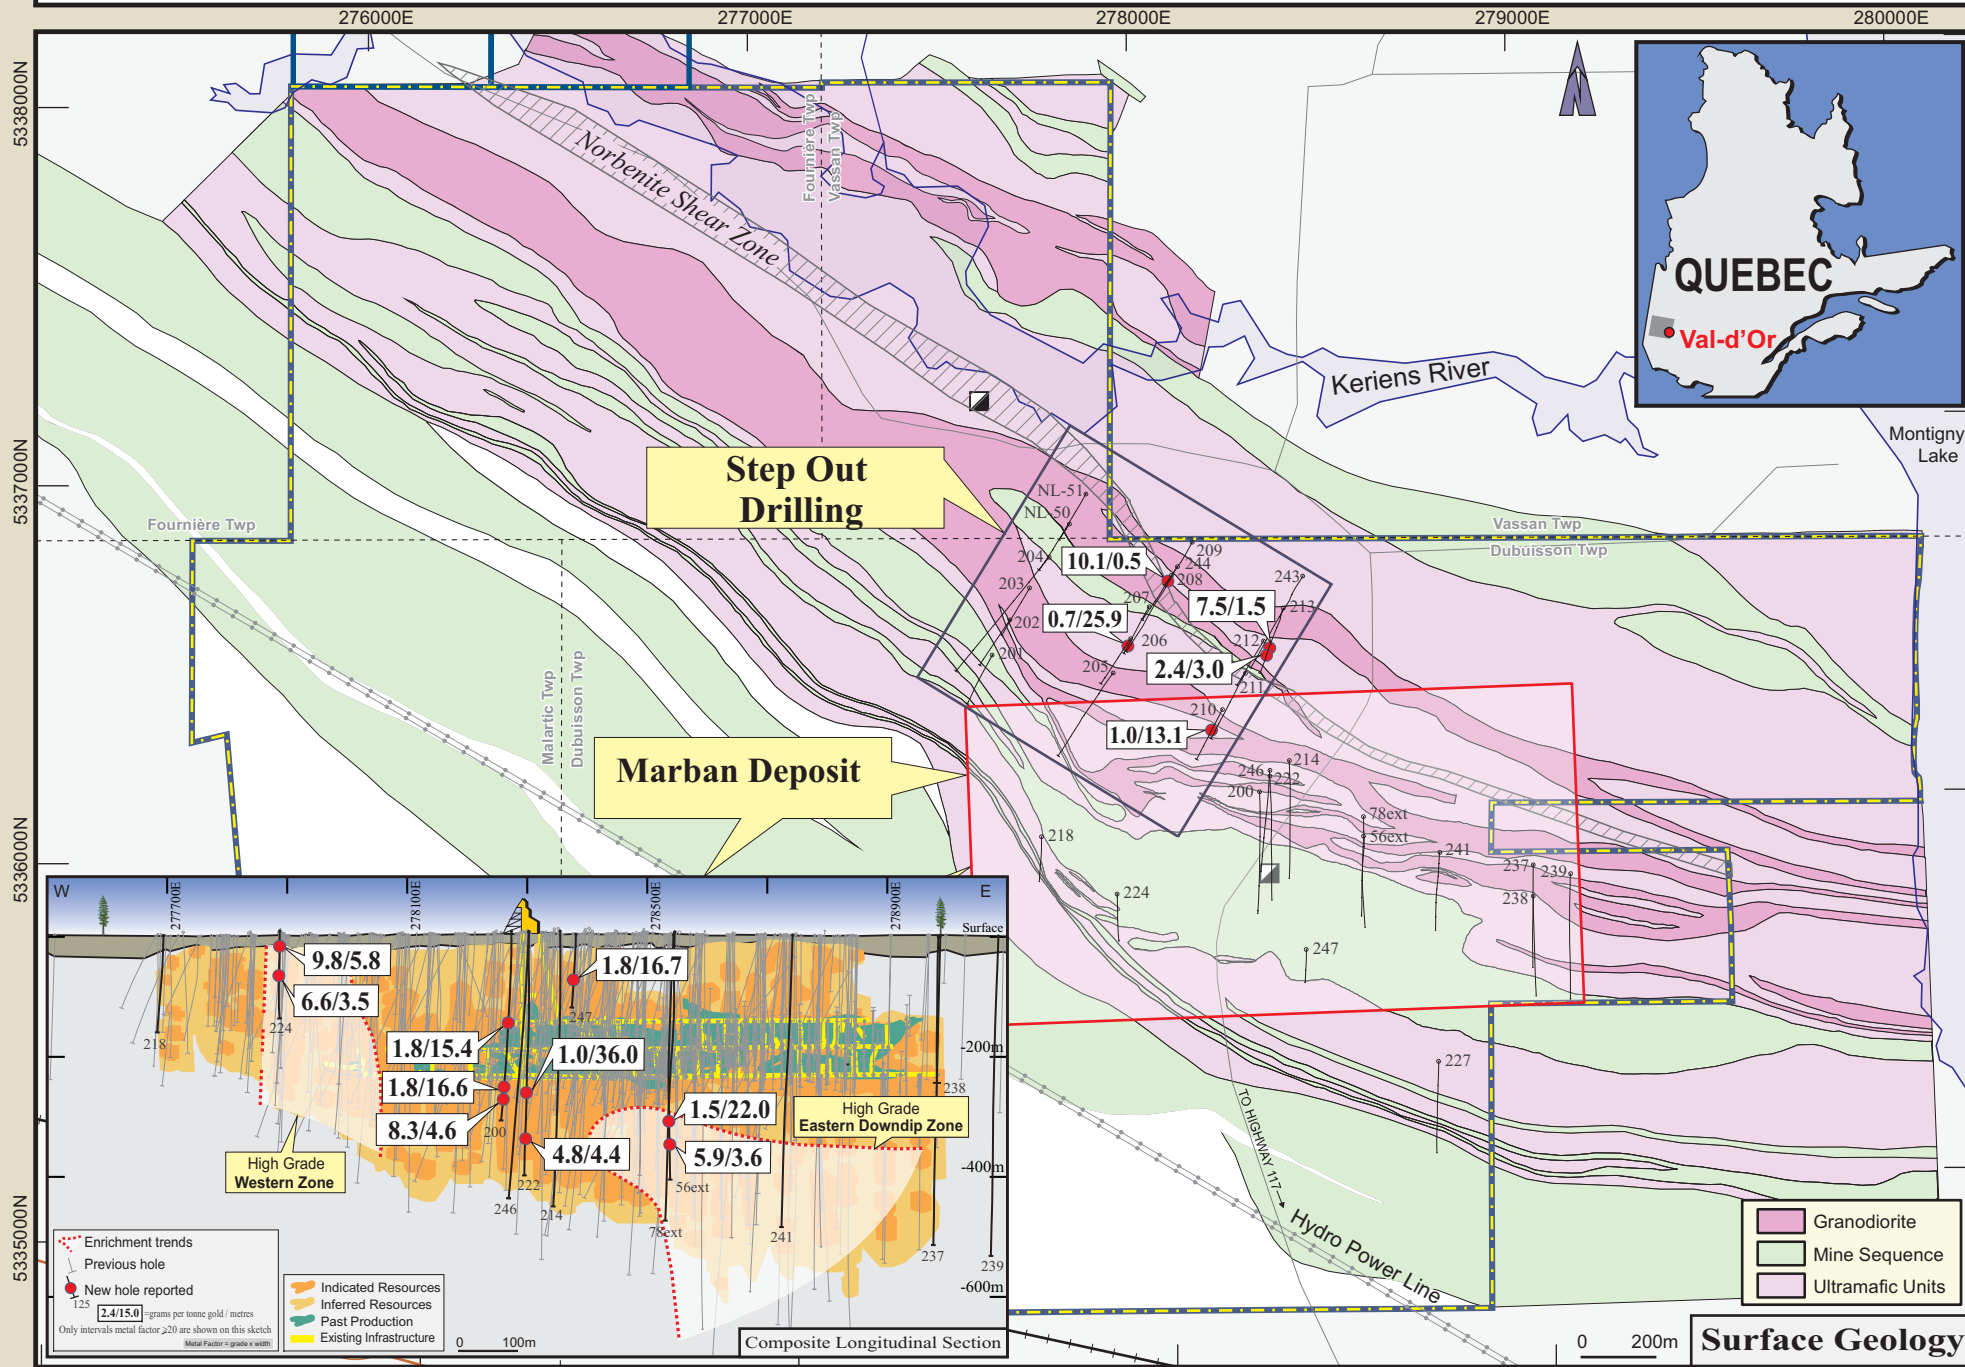 276000E
277000E
278000E
279000E
280000E
5338000N
5337000N
5336000N
5335000N
Norbenite Shear Zone
Fournière Twp
Vassan Twp
QUEBEC
Val-d'Or
Keriens River
Montigny
Lake
Step Out
Drilling
NL-51
NL-50
204
203
202
201
10.1/0.5
209
244
208
243
207
0.7/25.9
206
205
7.5/1.5
213
212
2.4/3.0
211
210
1.0/13.1
Fournière Twp
Vassan Twp
Dubuisson Twp
Malartic Twp
Dubuisson Twp
Marban Deposit
214
246
222
200
78ext
56ext
218
241
237
239
238
224
247
227
TO HIGHWAY 117
Hydro Power Line
W
277700E
278100E
278500E
278900E
E
Surface
9.8/5.8
6.6/3.5
224
218
1.8/16.7
247
1.8/15.4
1.0/36.0
-200m
1.8/16.6
238
8.3/4.6
200
1.5/22.0
High Grade
Eastern Downdip Zone
4.8/4.4
5.9/3.6
High Grade
Western Zone
-400m
222
56ext
246
214
78ext
241
237
239
-600m
Enrichment trends
Previous hole
New hole reported
125
2.4/15.0 =grams per tonne gold / metres
Only intervals metal factor ≥20 are shown on this sketch
Metal Factor = grade x width
Indicated Resources
Inferred Resources
Past Production
Existing Infrastructure
0 100m
Composite Longitudinal Section
Granodiorite
Mine Sequence
Ultramafic Units
0 200m
Surface Geology